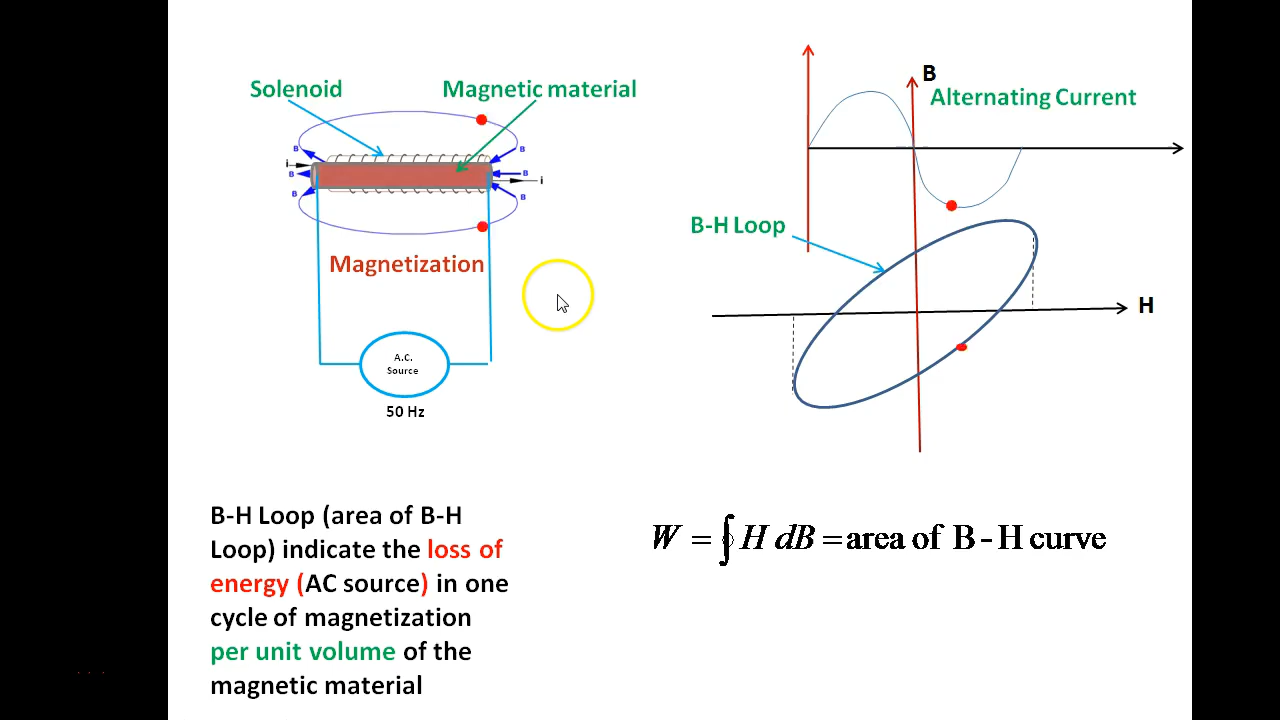 Solenoid
Magnetic material
B
B
B
i
B
B
B
i
Magnetization
A.C.
Source
50 Hz
B
Alternating Current
B-H Loop
H
B-H Loop (area of B-H
Loop) indicate the loss of
energy (AC source) in one
cycle of magnetization
per unit volume of the
magnetic material
W = ∮ H dB = area of B - H curve